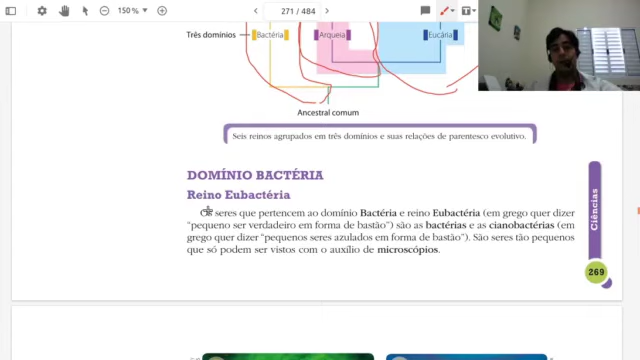 150 %
271 / 484
Três domínios
Bactéria
Arqueia
Eucária
Ancestral comum
Seis reinos agrupados em três domínios e suas relações de parentesco evolutivo.
DOMÍNIO BACTÉRIA
Reino Eubactéria
Os seres que pertencem ao domínio Bactéria e reino Eubactéria (em grego quer dizer
"pequeno ser verdadeiro em forma de bastão") são as bactérias e as cianobactérias (em
grego quer dizer "pequenos seres azulados em forma de bastão"). São seres tão pequenos
que só podem ser vistos com o auxílio de microscópios.
Ciências
269